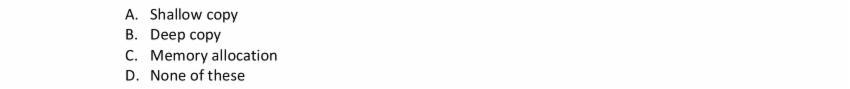 A. Shallow copy
B. Deep copy
C. Memory allocation
D. None of these